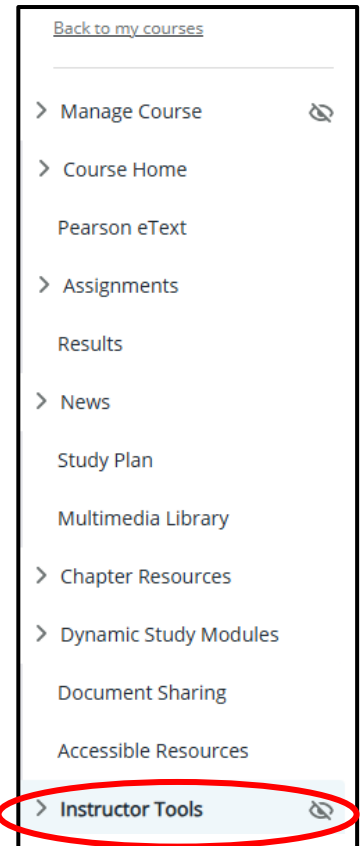 Back to my courses
Manage Course
Course Home
Pearson eText
Assignments
Results
News
Study Plan
Multimedia Library
Chapter Resources
Dynamic Study Modules
Document Sharing
Accessible Resources
Instructor Tools